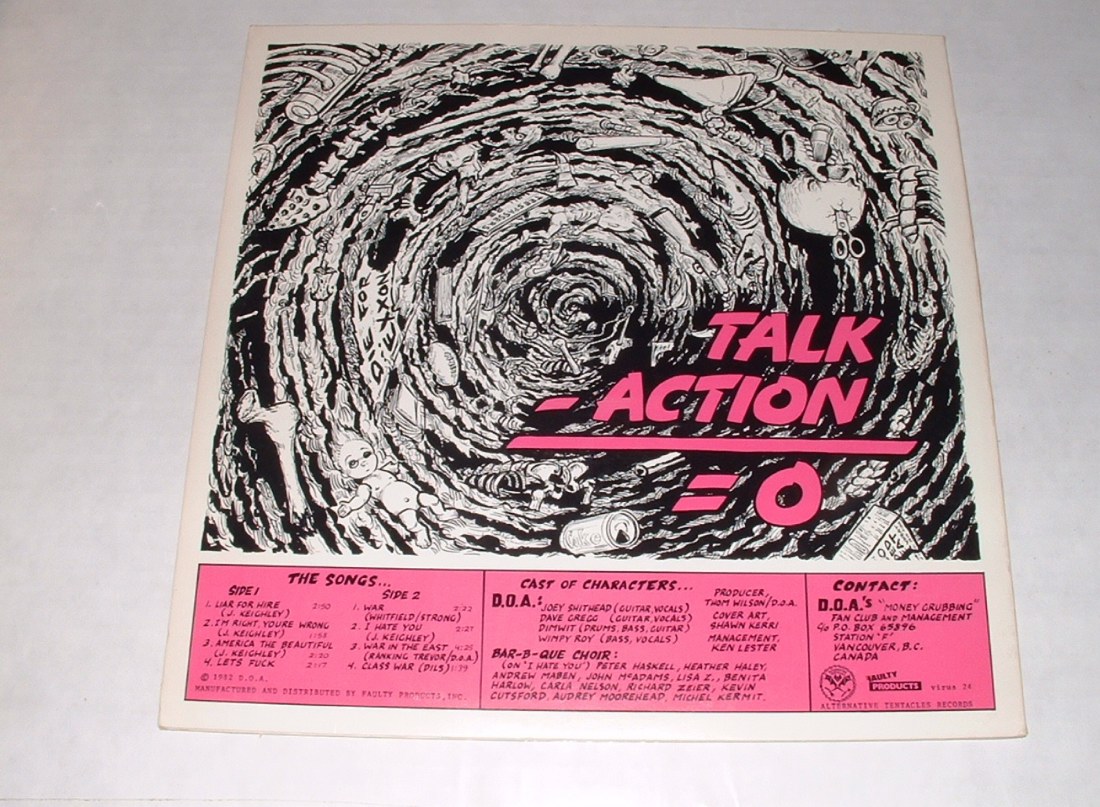 TALK
- ACTION
= 0
THE SONGS...
SIDE 1
1. LIAR FOR HIRE 2:50
(J. KEIGHLEY)
2. I'M RIGHT, YOU'RE WRONG
(J. KEIGHLEY) 1:58
3. AMERICA THE BEAUTIFUL
(J. KEIGHLEY) 2:20
4. LETS FUCK 2:17
SIDE 2
1. WAR 2:22
(WHITFIELD/STRONG)
2. I HATE YOU 2:27
(J. KEIGHLEY)
3. WAR IN THE EAST 4:25
(RANKING TREVOR/D.O.A.)
4. CLASS WAR (DILS) 1:39
© 1982 D.O.A.
MANUFACTURED AND DISTRIBUTED BY FAULTY PRODUCTS, INC.
CAST OF CHARACTERS...
D.O.A.: JOEY SHITHEAD (GUITAR, VOCALS)
DAVE GREGG (GUITAR, VOCALS)
DIMWIT (DRUMS, BASS, GUITAR)
WIMPY ROY (BASS, VOCALS)
PRODUCER,
THOM WILSON/D.O.A.
COVER ART,
SHAWN KERRI
MANAGEMENT,
KEN LESTER
BAR-B-QUE CHOIR:
(ON "I HATE YOU") PETER HASKELL, HEATHER HALEY,
ANDREW MABEN, JOHN McADAMS, LISA Z., BENITA
HARLOW, CARLA NELSON, RICHARD ZEIER, KEVIN
CUTSFORD, AUDREY MOOREHEAD, MICHEL KERMIT.
CONTACT:
D.O.A.'s "MONEY GRUBBING"
FAN CLUB AND MANAGEMENT
c/o P.O. BOX 65896
STATION 'F'
VANCOUVER, B.C.
CANADA
FAULTY
PRODUCTS
virus 24
ALTERNATIVE TENTACLES RECORDS